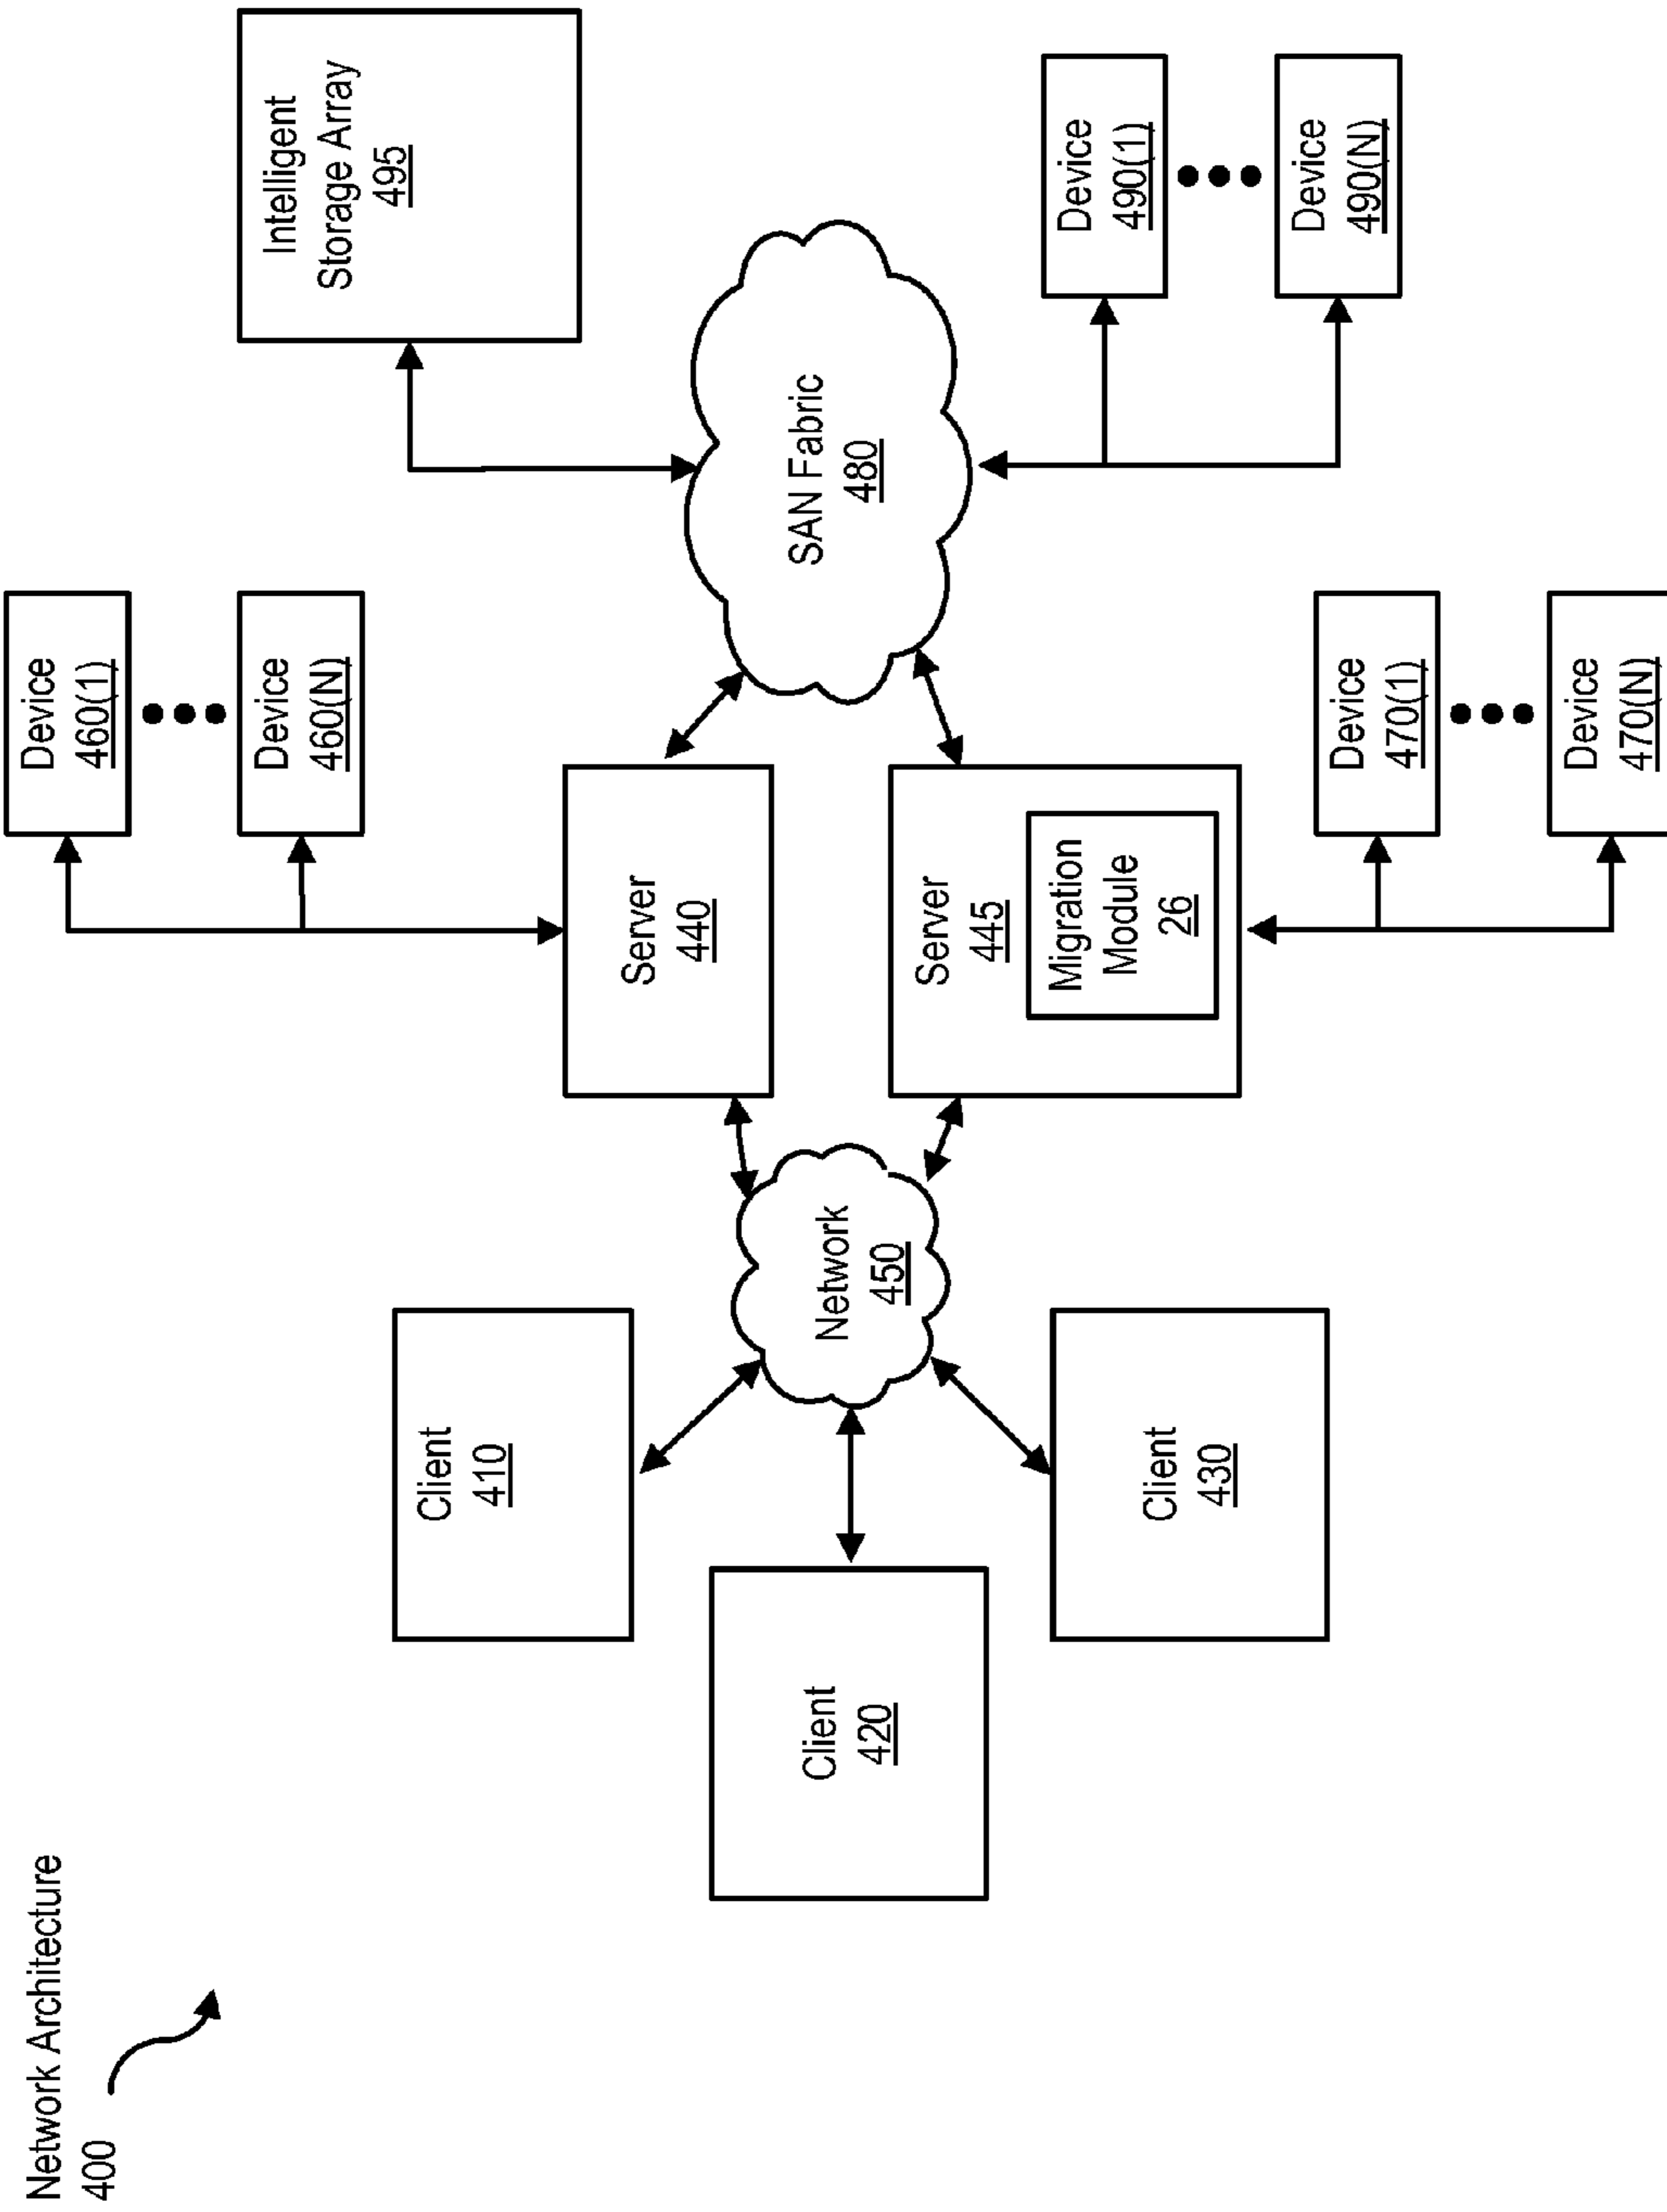 Network Architecture
400
Device
460(1)
Device
460(N)
Intelligent
Storage Array
495
Client
410
Server
440
Client
420
Network
450
SAN Fabric
480
Server
445
Migration
Module
26
Device
490(1)
Device
490(N)
Client
430
Device
470(1)
Device
470(N)